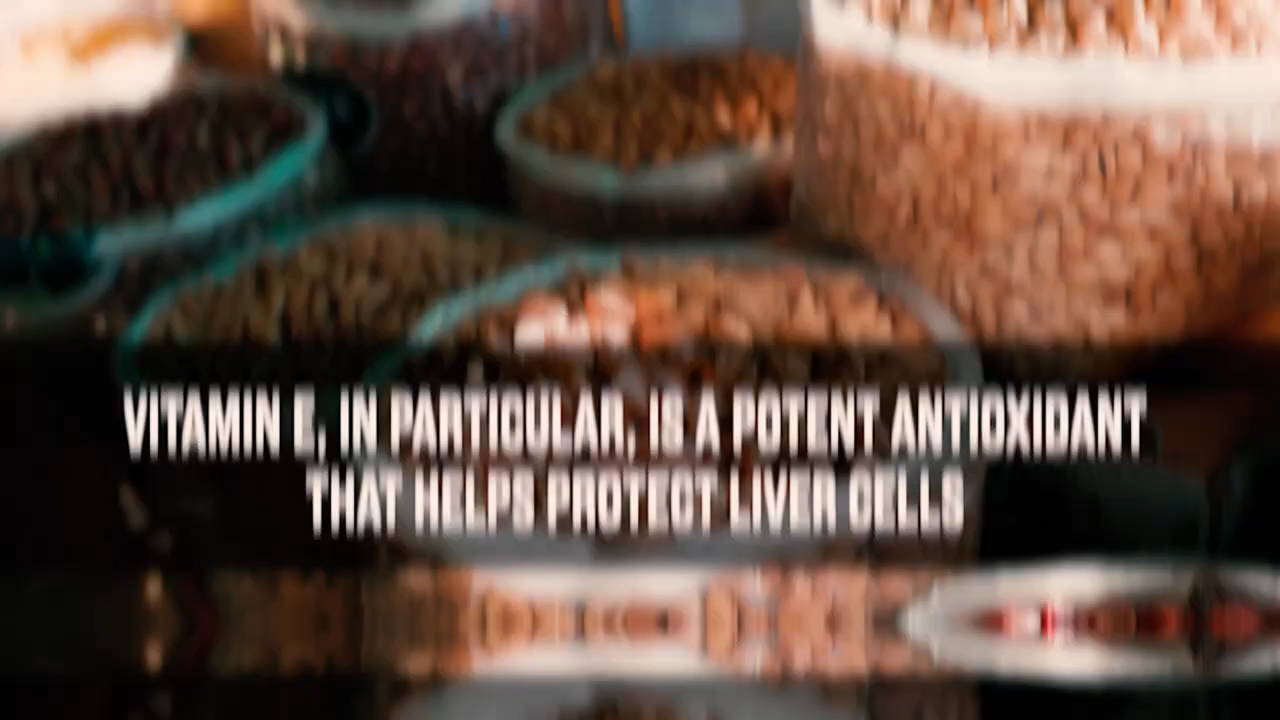 VITAMIN E, IN PARTICULAR, IS A POTENT ANTIOXIDANT
THAT HELPS PROTECT LIVER CELLS